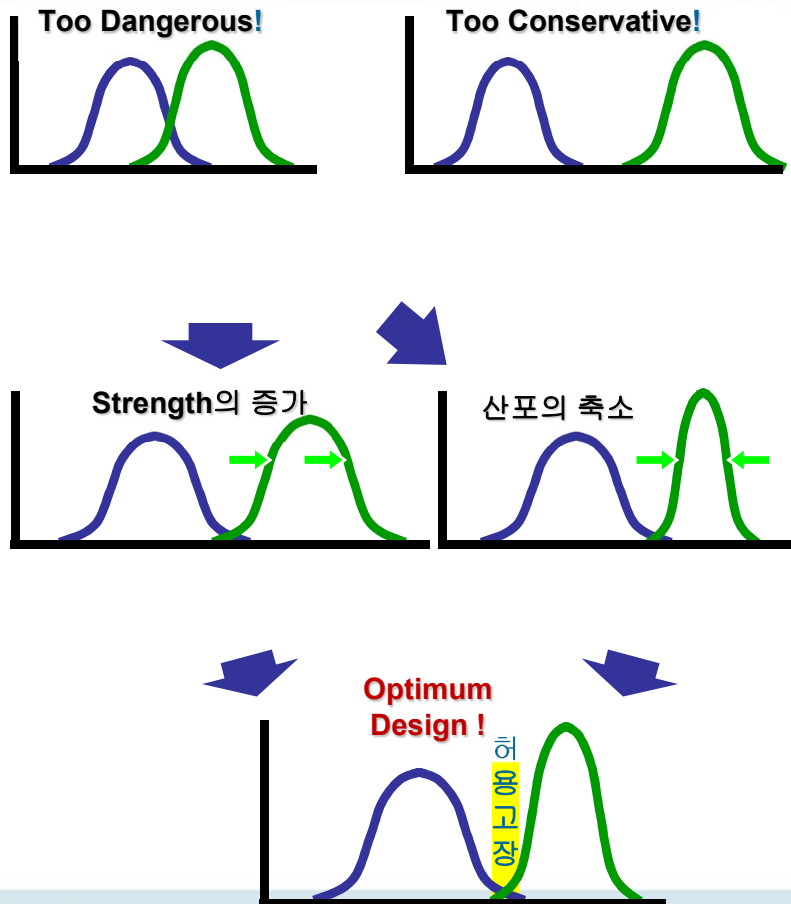 Too Dangerous!
Too Conservative!
Strength의 증가
산포의 축소
Optimum
Design !
허
용
고
장